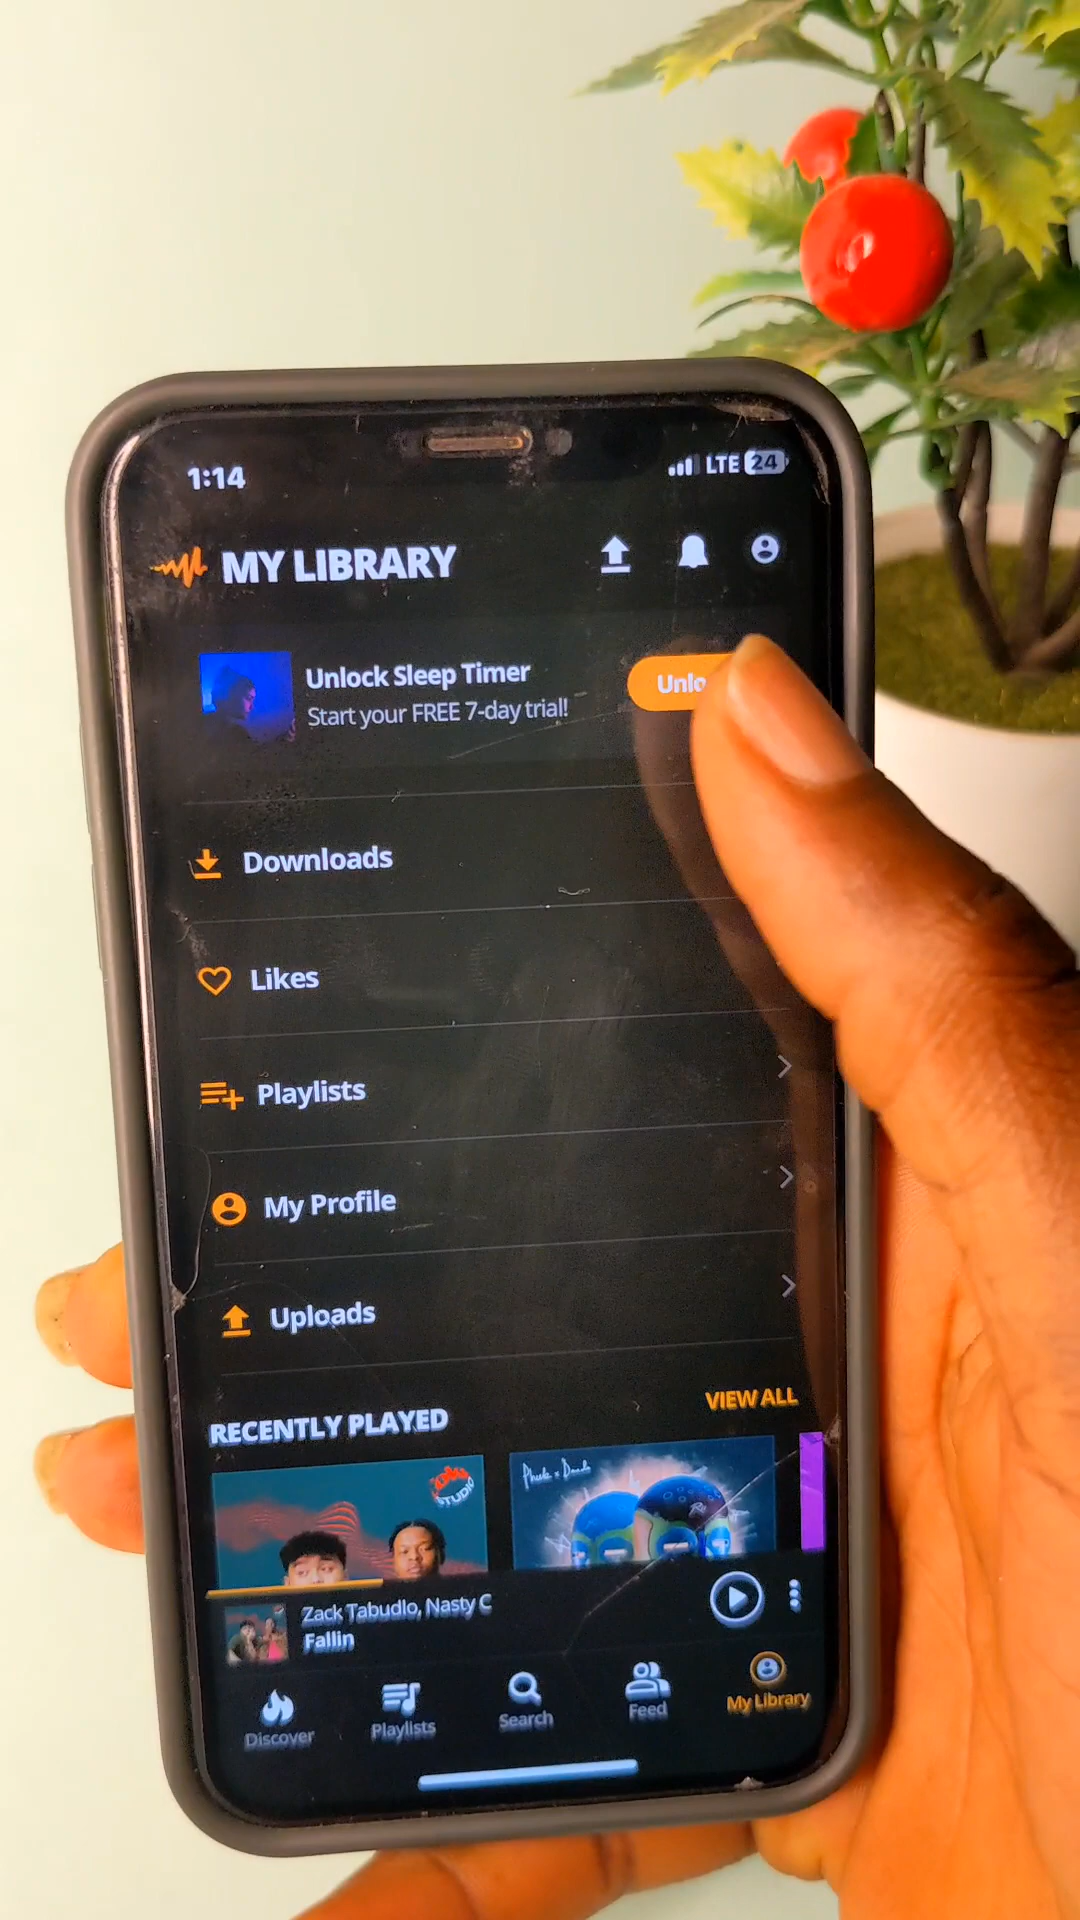 1:14
LTE 24
MY LIBRARY
Unlock Sleep Timer
Start your FREE 7-day trial!
Downloads
Likes
Playlists
My Profile
Uploads
RECENTLY PLAYED
VIEW ALL
STUDIO
Zack Tabudlo, Nasty C
Fallin
Discover
Playlists
Search
Feed
My Library